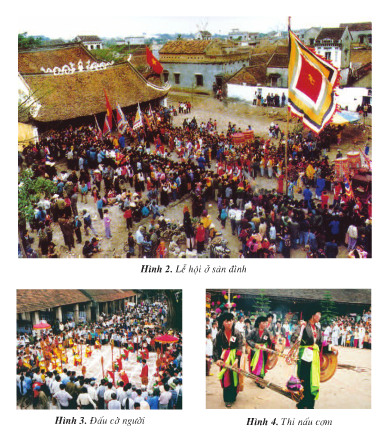 Hình 2. Lễ hội ở sân đình
Hình 3. Đấu cờ người
Hình 4. Thi nấu cơm